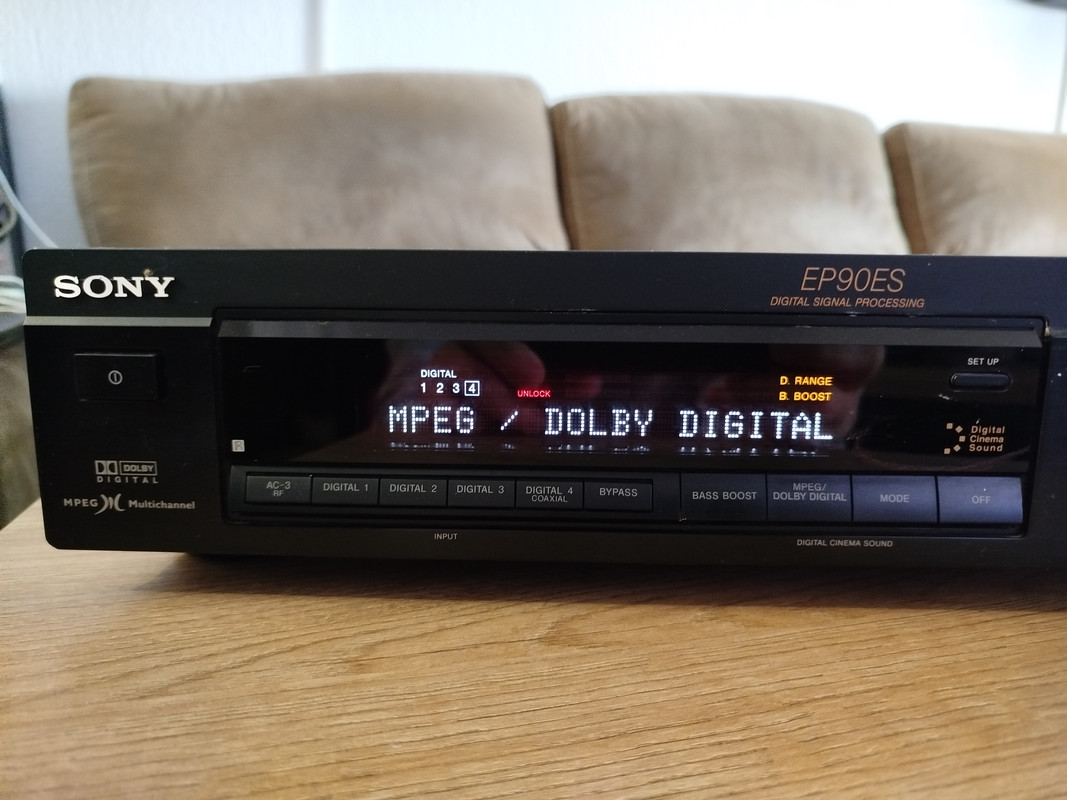 SONY
EP90ES
DIGITAL SIGNAL PROCESSING
DIGITAL
1 2 3 4
UNLOCK
D. RANGE
B. BOOST
MPEG / DOLBY DIGITAL
SET UP
Digital
Cinema
Sound
DOLBY
DIGITAL
MPEG Multichannel
AC-3
RF
DIGITAL 1
DIGITAL 2
DIGITAL 3
DIGITAL 4
COAXIAL
BYPASS
BASS BOOST
MPEG/
DOLBY DIGITAL
MODE
OFF
INPUT
DIGITAL CINEMA SOUND